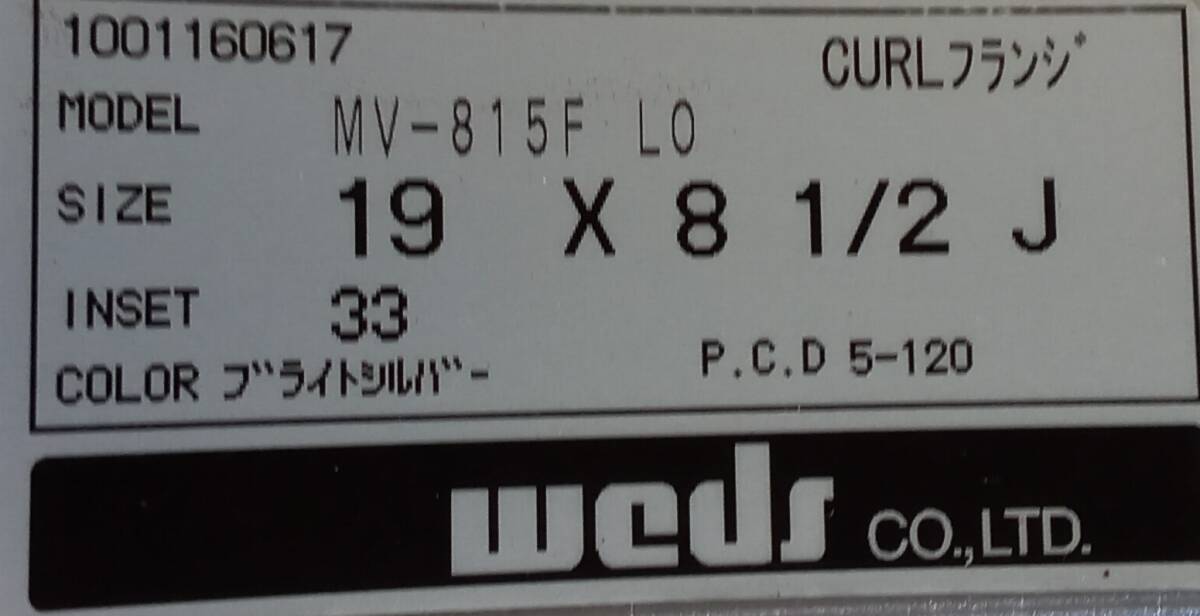 1001160617
CURLフランジ
MODEL MV-815F LO
SIZE 19 X 8 1/2 J
INSET 33
COLOR ブライトシルバー
P.C.D 5-120
weds CO.,LTD.